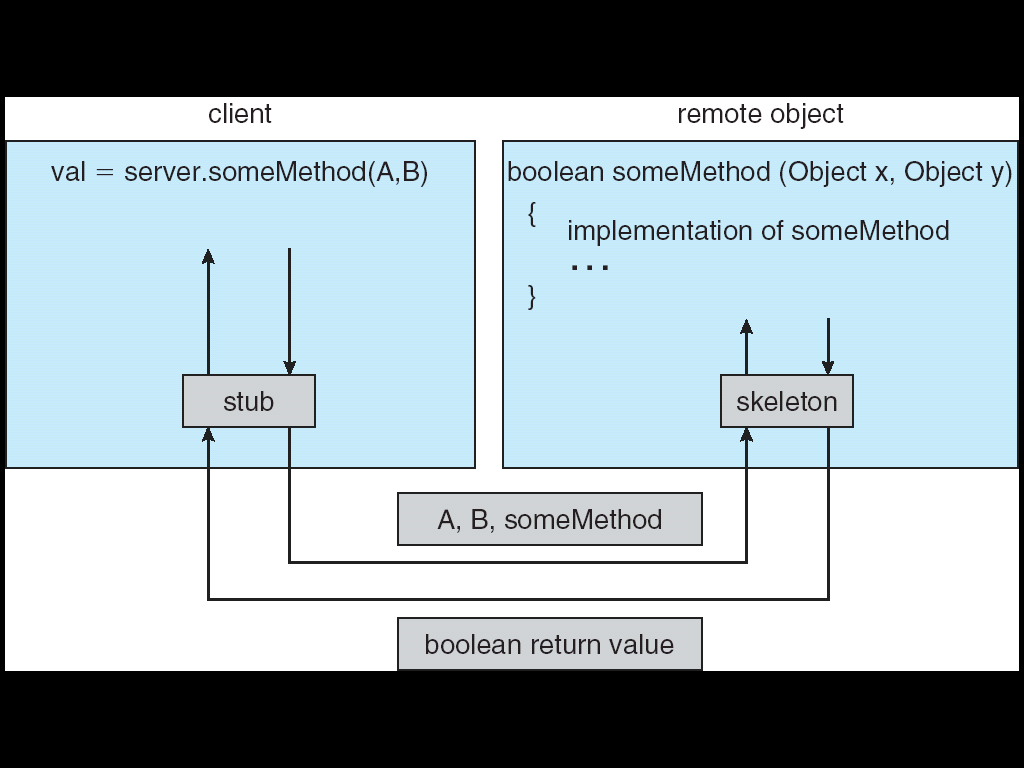 client
val = server.someMethod(A,B)
stub
remote object
boolean someMethod (Object x, Object y)
{
implementation of someMethod
. . .
}
skeleton
A, B, someMethod
boolean return value